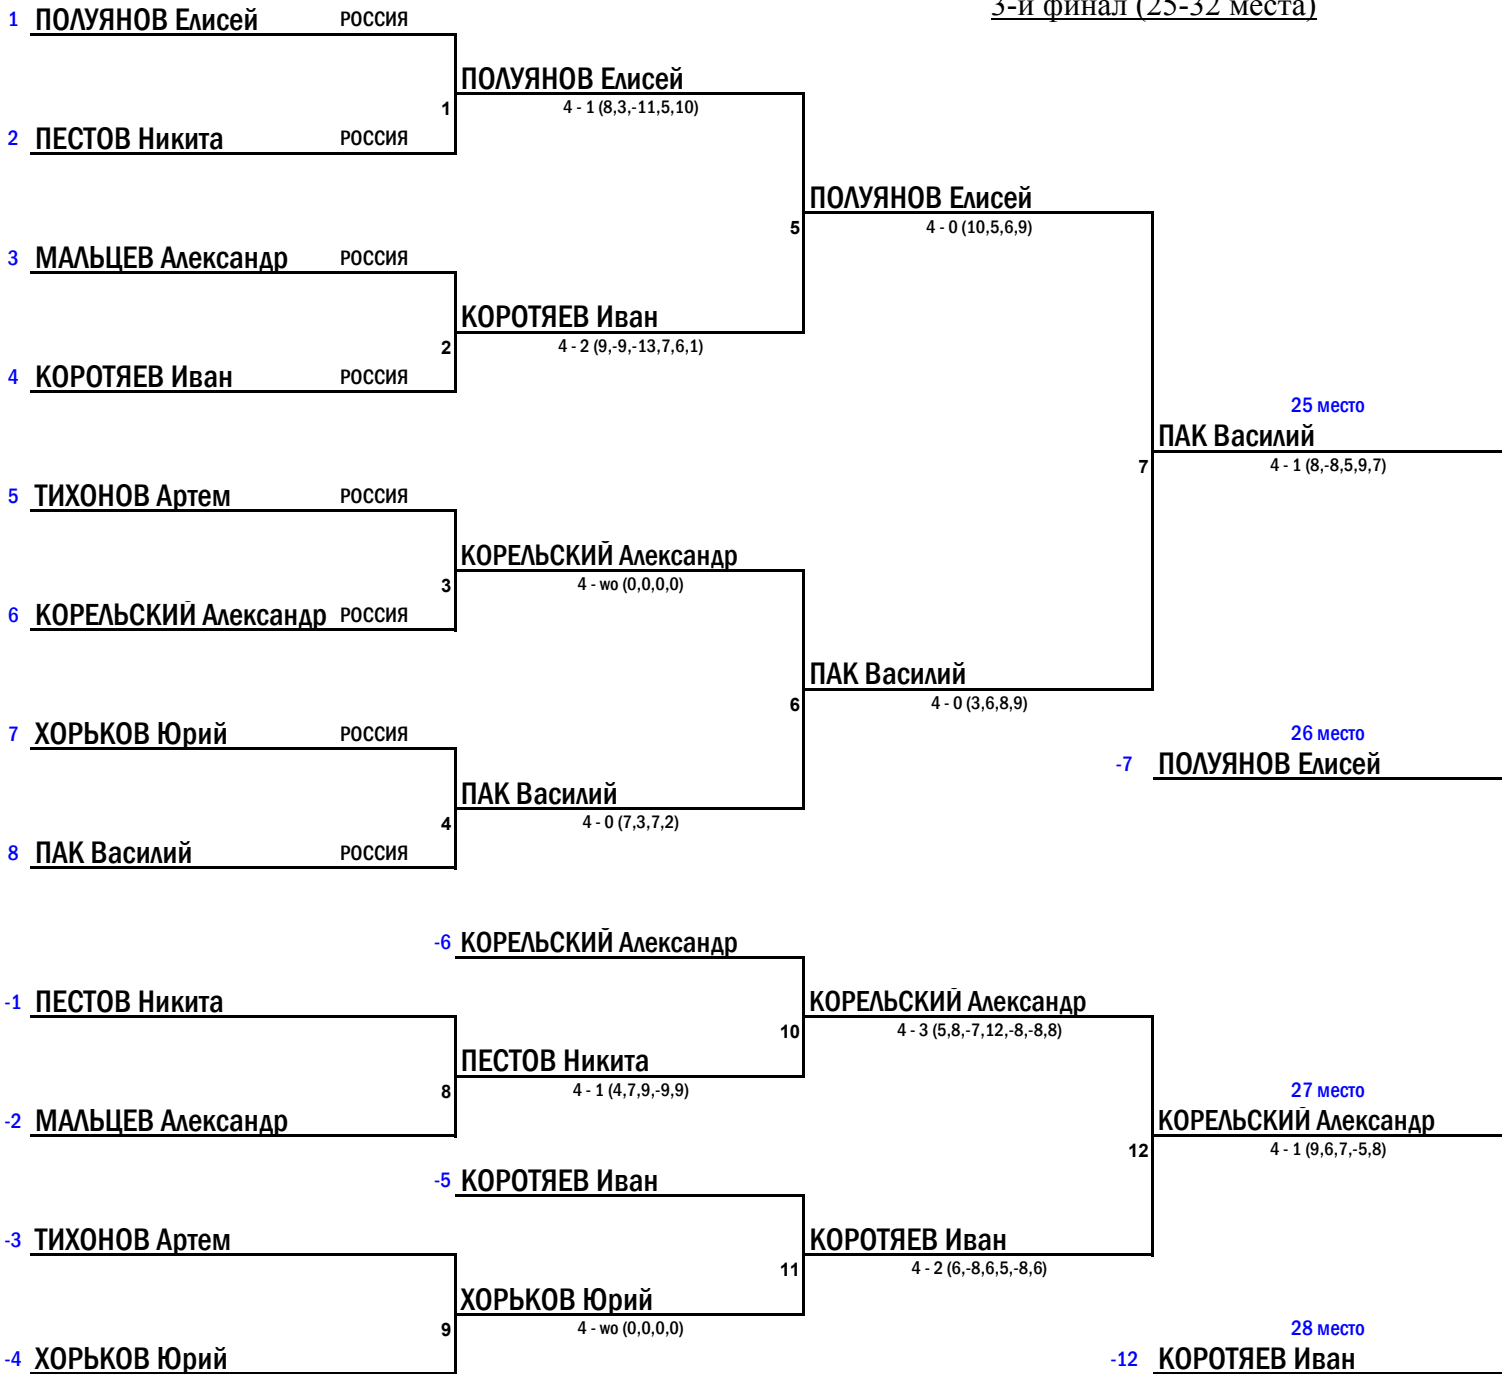 3-й финал (25-32 места)
1 ПОЛУЯНОВ Елисей РОССИЯ
ПОЛУЯНОВ Елисей
1 4 - 1 (8,3,-11,5,10)
2 ПЕСТОВ Никита РОССИЯ
ПОЛУЯНОВ Елисей
5 4 - 0 (10,5,6,9)
3 МАЛЬЦЕВ Александр РОССИЯ
КОРОТЯЕВ Иван
2 4 - 2 (9,-9,-13,7,6,1)
4 КОРОТЯЕВ Иван РОССИЯ
25 место
ПАК Василий
7 4 - 1 (8,-8,5,9,7)
5 ТИХОНОВ Артем РОССИЯ
КОРЕЛЬСКИЙ Александр
3 4 - wo (0,0,0,0)
6 КОРЕЛЬСКИЙ Александр РОССИЯ
ПАК Василий
6 4 - 0 (3,6,8,9)
7 ХОРЬКОВ Юрий РОССИЯ
26 место
-7 ПОЛУЯНОВ Елисей
ПАК Василий
4 4 - 0 (7,3,7,2)
8 ПАК Василий РОССИЯ
-6 КОРЕЛЬСКИЙ Александр
-1 ПЕСТОВ Никита
КОРЕЛЬСКИЙ Александр
10 4 - 3 (5,8,-7,12,-8,-8,8)
ПЕСТОВ Никита
8 4 - 1 (4,7,9,-9,9)
27 место
-2 МАЛЬЦЕВ Александр
КОРЕЛЬСКИЙ Александр
12 4 - 1 (9,6,7,-5,8)
-5 КОРОТЯЕВ Иван
-3 ТИХОНОВ Артем
КОРОТЯЕВ Иван
11 4 - 2 (6,-8,6,5,-8,6)
ХОРЬКОВ Юрий
9 4 - wo (0,0,0,0)
28 место
-4 ХОРЬКОВ Юрий
-12 КОРОТЯЕВ Иван